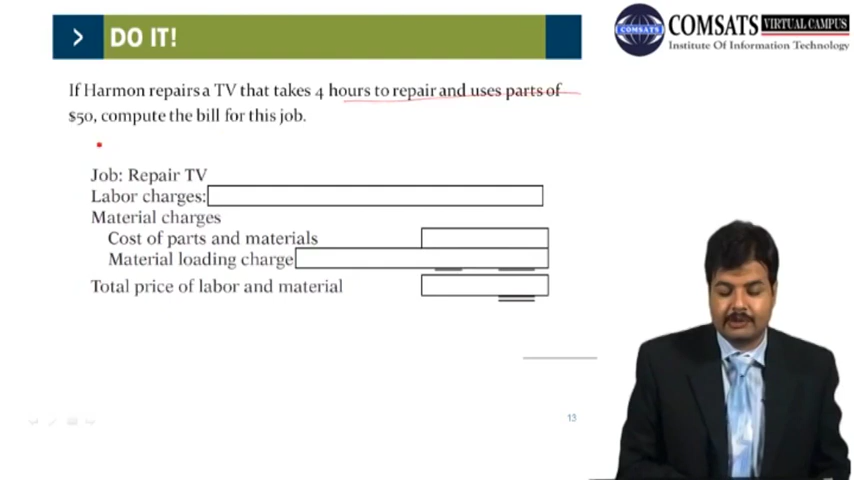 DO IT!
COMSATS VIRTUAL CAMPUS
COMSATS
Institute Of Information Technology
If Harmon repairs a TV that takes 4 hours to repair and uses parts of
$50, compute the bill for this job.
Job: Repair TV
Labor charges:
Material charges
Cost of parts and materials
Material loading charge
Total price of labor and material
13